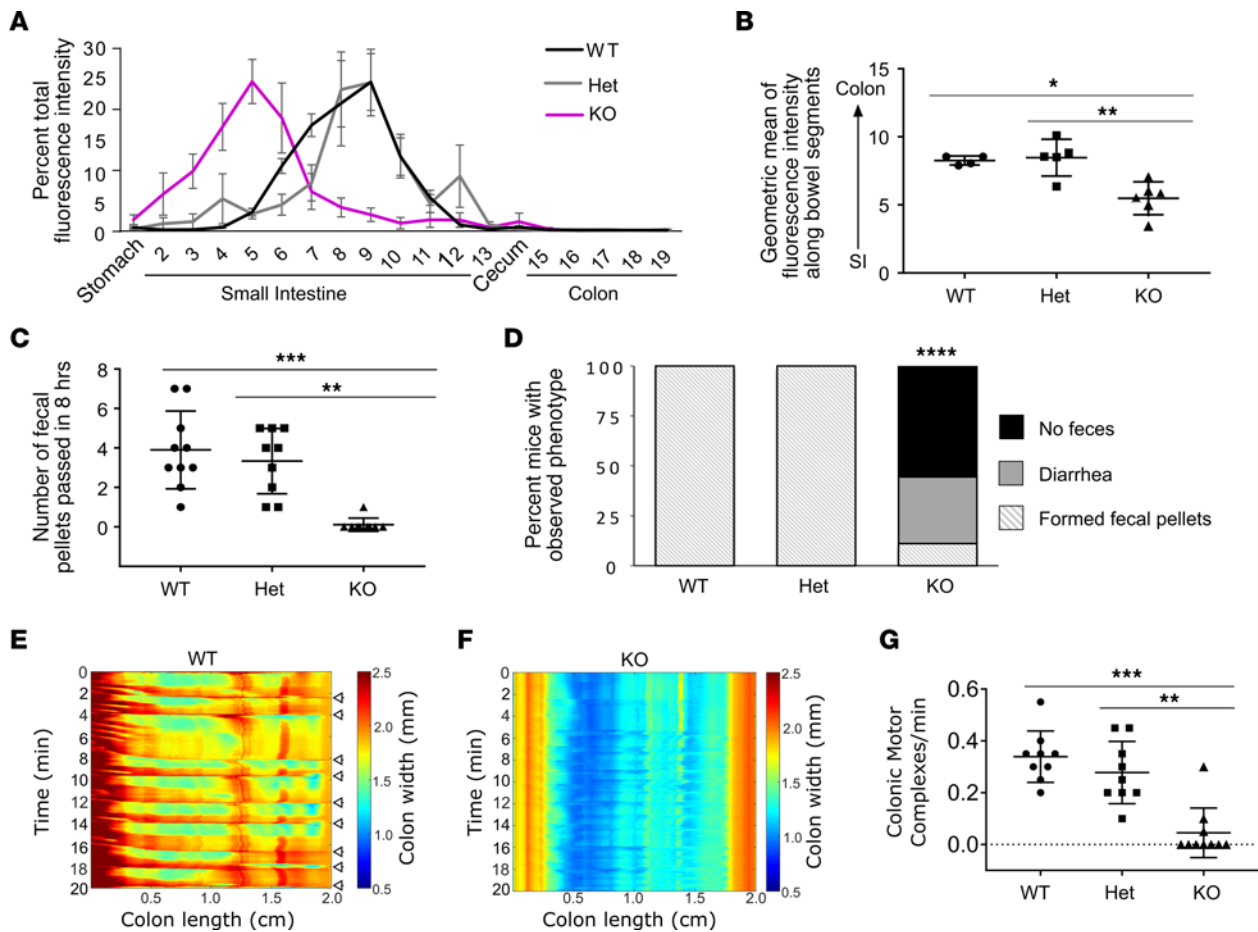 A
Percent total
fluorescence intensity
30
25
20
15
10
5
0
WT
Het
KO
Stomach 2 3 4 5 6 7 8 9 10 11 12 13 Cecum 15 16 17 18 19
Small Intestine Colon
B
Geometric mean of
fluorescence intensity
along bowel segments
Colon
SI
15
10
5
0
*
**
WT Het KO
C
Number of fecal
pellets passed in 8 hrs
8
6
4
2
0
***
**
WT Het KO
D
Percent mice with
observed phenotype
100
75
50
25
0
****
WT Het KO
No feces
Diarrhea
Formed fecal pellets
E
WT
Time (min)
0
2
4
6
8
10
12
14
16
18
20
0.5 1.0 1.5 2.0
Colon length (cm)
2.5
2.0
1.5
1.0
0.5
Colon width (mm)
F
KO
Time (min)
0
2
4
6
8
10
12
14
16
18
20
0.5 1.0 1.5 2.0
Colon length (cm)
2.5
2.0
1.5
1.0
0.5
Colon width (mm)
G
Colonic Motor
Complexes/min
0.6
0.4
0.2
0.0
***
**
WT Het KO